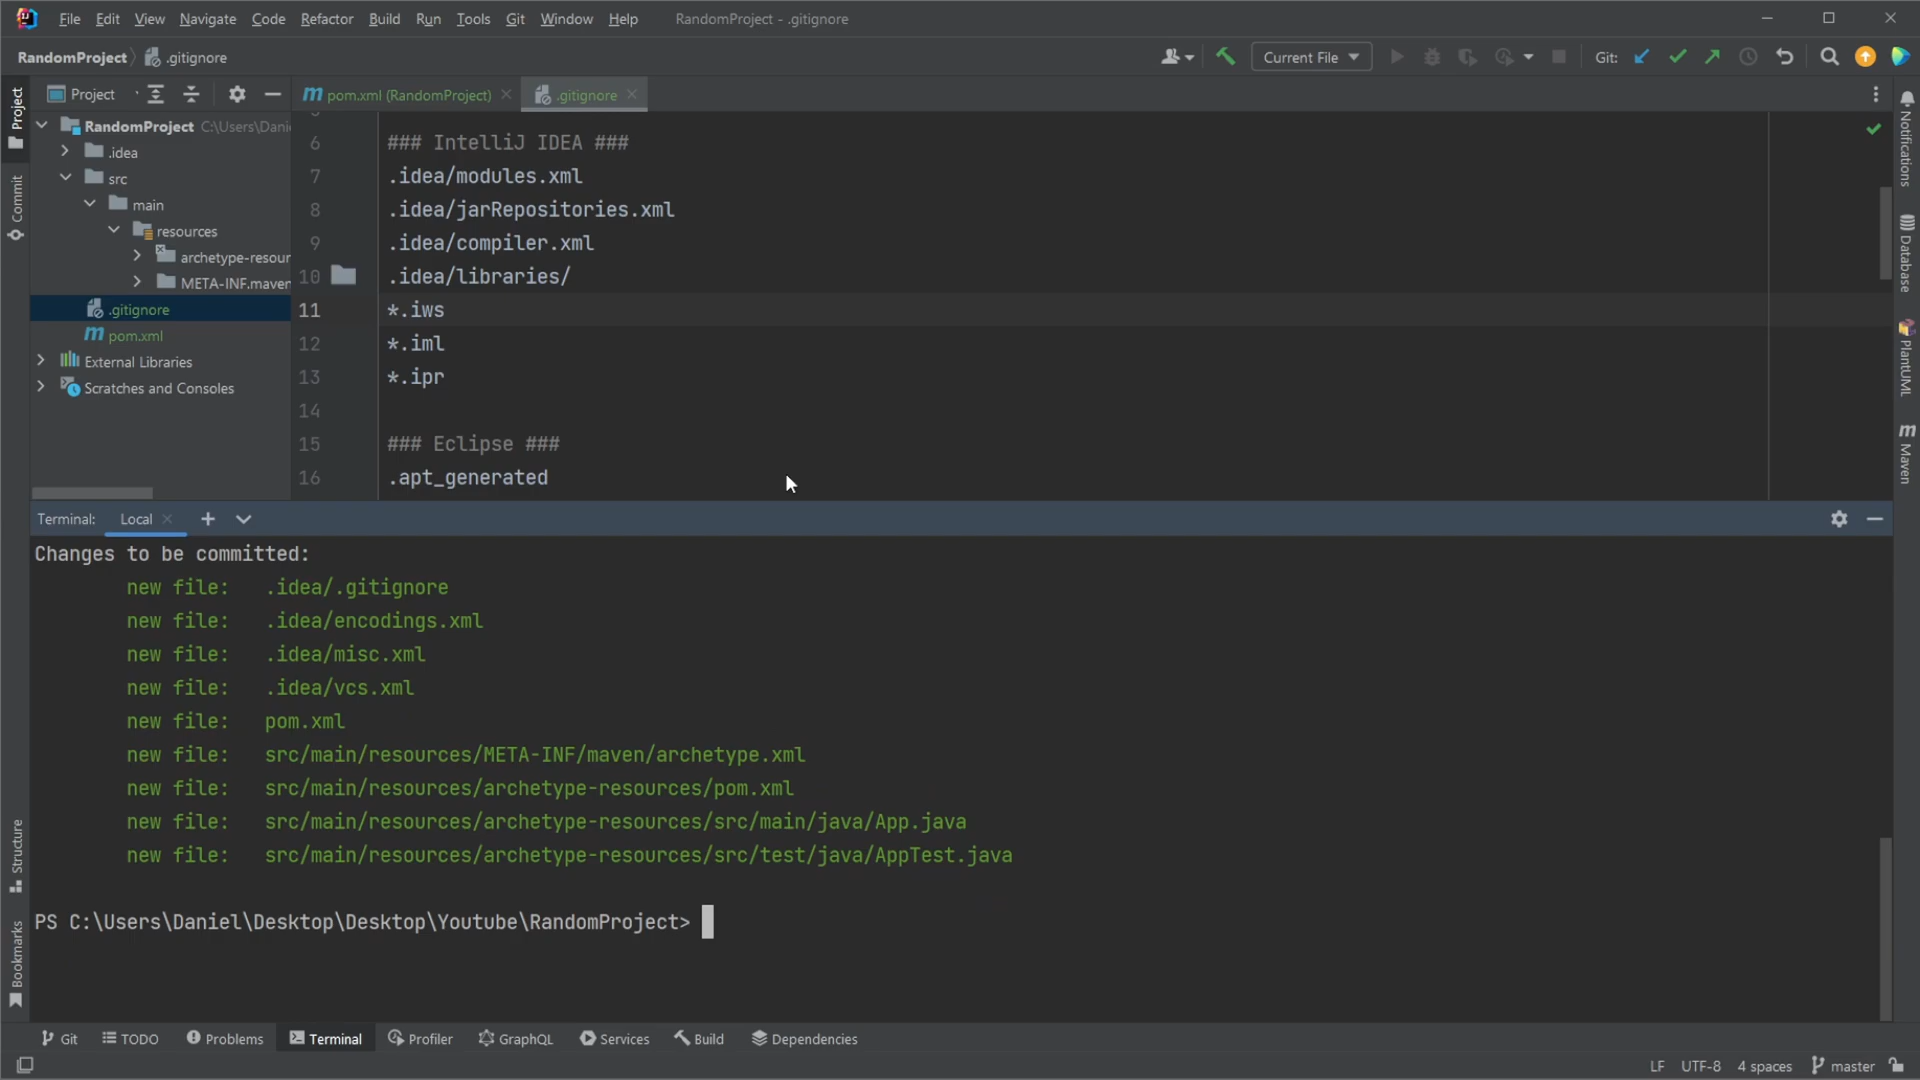 File Edit View Navigate Code Refactor Build Run Tools Git Window Help RandomProject - .gitignore
RandomProject .gitignore Current File Git:
Project pom.xml (RandomProject) .gitignore
RandomProject C:\Users\Dani
.idea
src
main
resources
archetype-resour
META-INF.maven
.gitignore
pom.xml
External Libraries
Scratches and Consoles
6 ### IntelliJ IDEA ###
7 .idea/modules.xml
8 .idea/jarRepositories.xml
9 .idea/compiler.xml
10 .idea/libraries/
11 *.iws
12 *.iml
13 *.ipr
14
15 ### Eclipse ###
16 .apt_generated
Project
Commit
Structure
Bookmarks
Notifications
Database
PlantUML
Maven
Terminal: Local
Changes to be committed:
new file: .idea/.gitignore
new file: .idea/encodings.xml
new file: .idea/misc.xml
new file: .idea/vcs.xml
new file: pom.xml
new file: src/main/resources/META-INF/maven/archetype.xml
new file: src/main/resources/archetype-resources/pom.xml
new file: src/main/resources/archetype-resources/src/main/java/App.java
new file: src/main/resources/archetype-resources/src/test/java/AppTest.java
PS C:\Users\Daniel\Desktop\Desktop\Youtube\RandomProject>
Git TODO Problems Terminal Profiler GraphQL Services Build Dependencies
LF UTF-8 4 spaces master